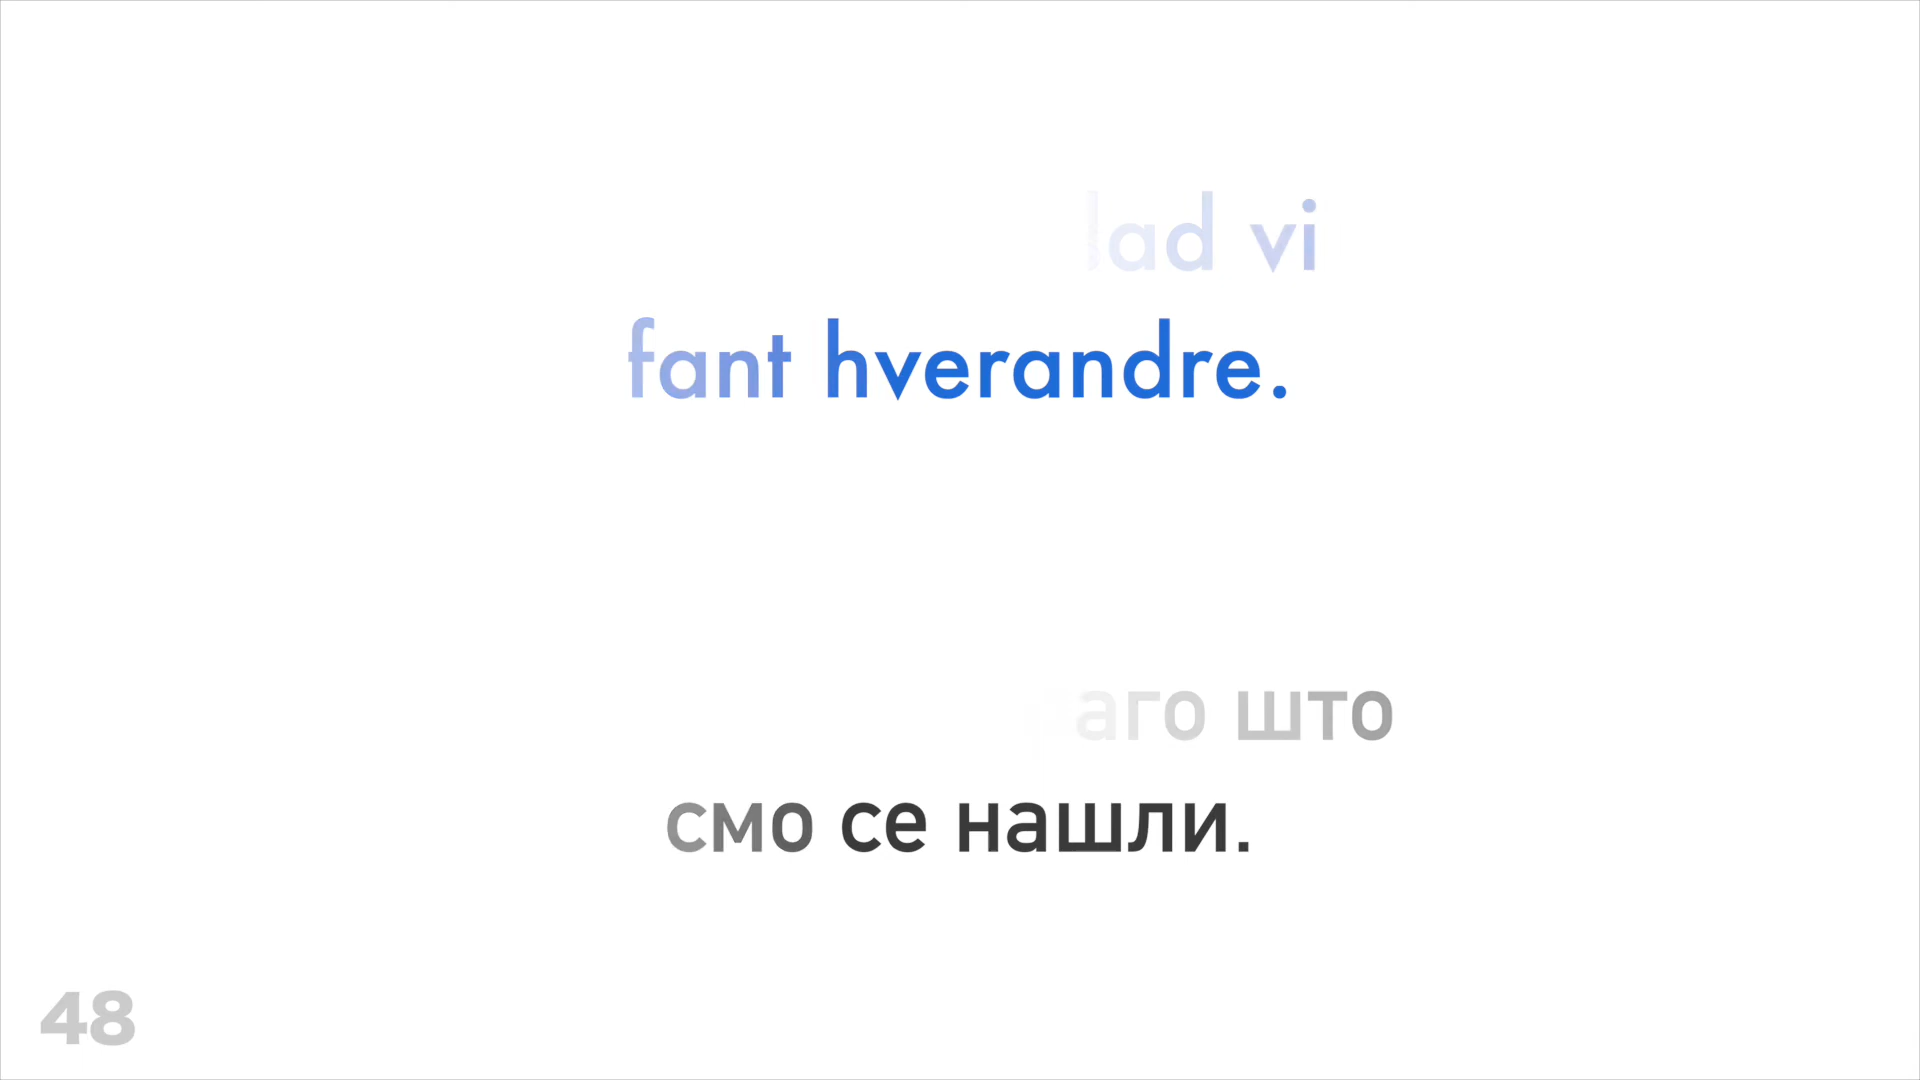 lad vi
fant hverandre.
аго што
смо се нашли.
48